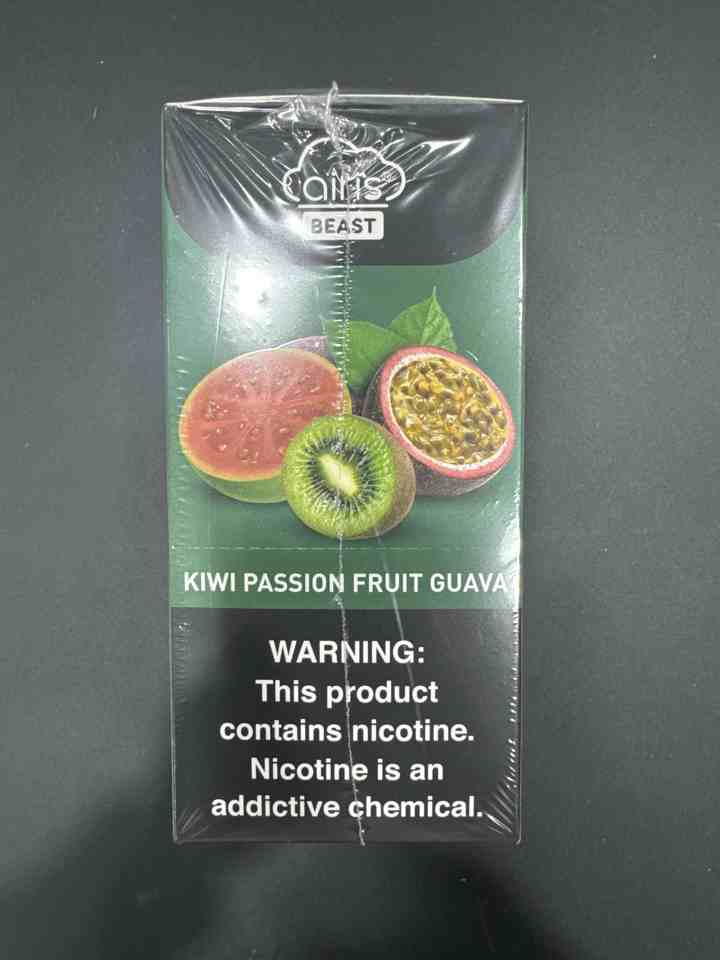 airis
BEAST
KIWI PASSION FRUIT GUAVA
WARNING:
This product
contains nicotine.
Nicotine is an
addictive chemical.